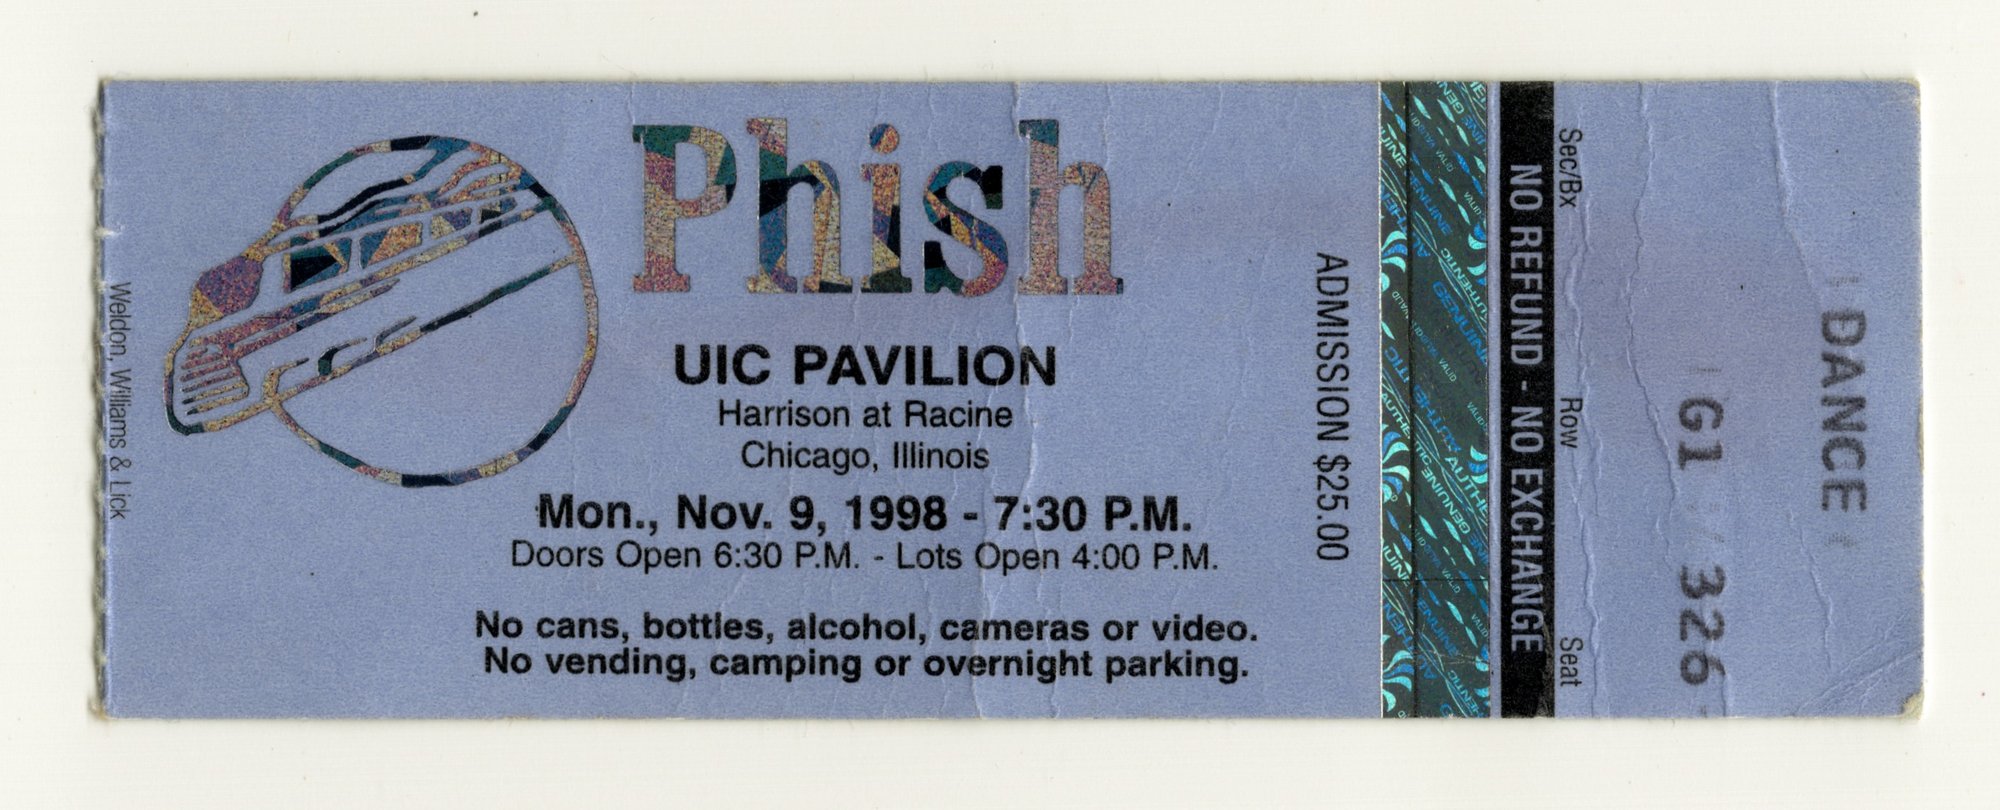 Weldon, Williams & Lick
Phish
UIC PAVILION
Harrison at Racine
Chicago, Illinois
Mon., Nov. 9, 1998 - 7:30 P.M.
Doors Open 6:30 P.M. - Lots Open 4:00 P.M.
No cans, bottles, alcohol, cameras or video.
No vending, camping or overnight parking.
ADMISSION $25.00
GENUINE AUTHENTIC VALID
NO REFUND - NO EXCHANGE
Sec/Bx Row Seat
G1 326
DANCE